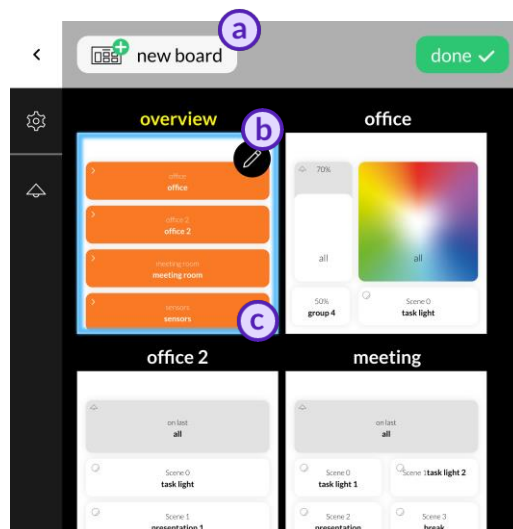 a
new board
done
overview
office
b
office
office
office 2
office 2
meeting room
meeting room
sensors
sensors
c
70%
all
all
50%
group 4
Scene 0
task light
office 2
meeting
on last
all
Scene 0
task light
Scene 1
presentation 1
on last
all
Scene 0
task light 1
Scene 1 task light 2
Scene 2
presentation
Scene 3
break